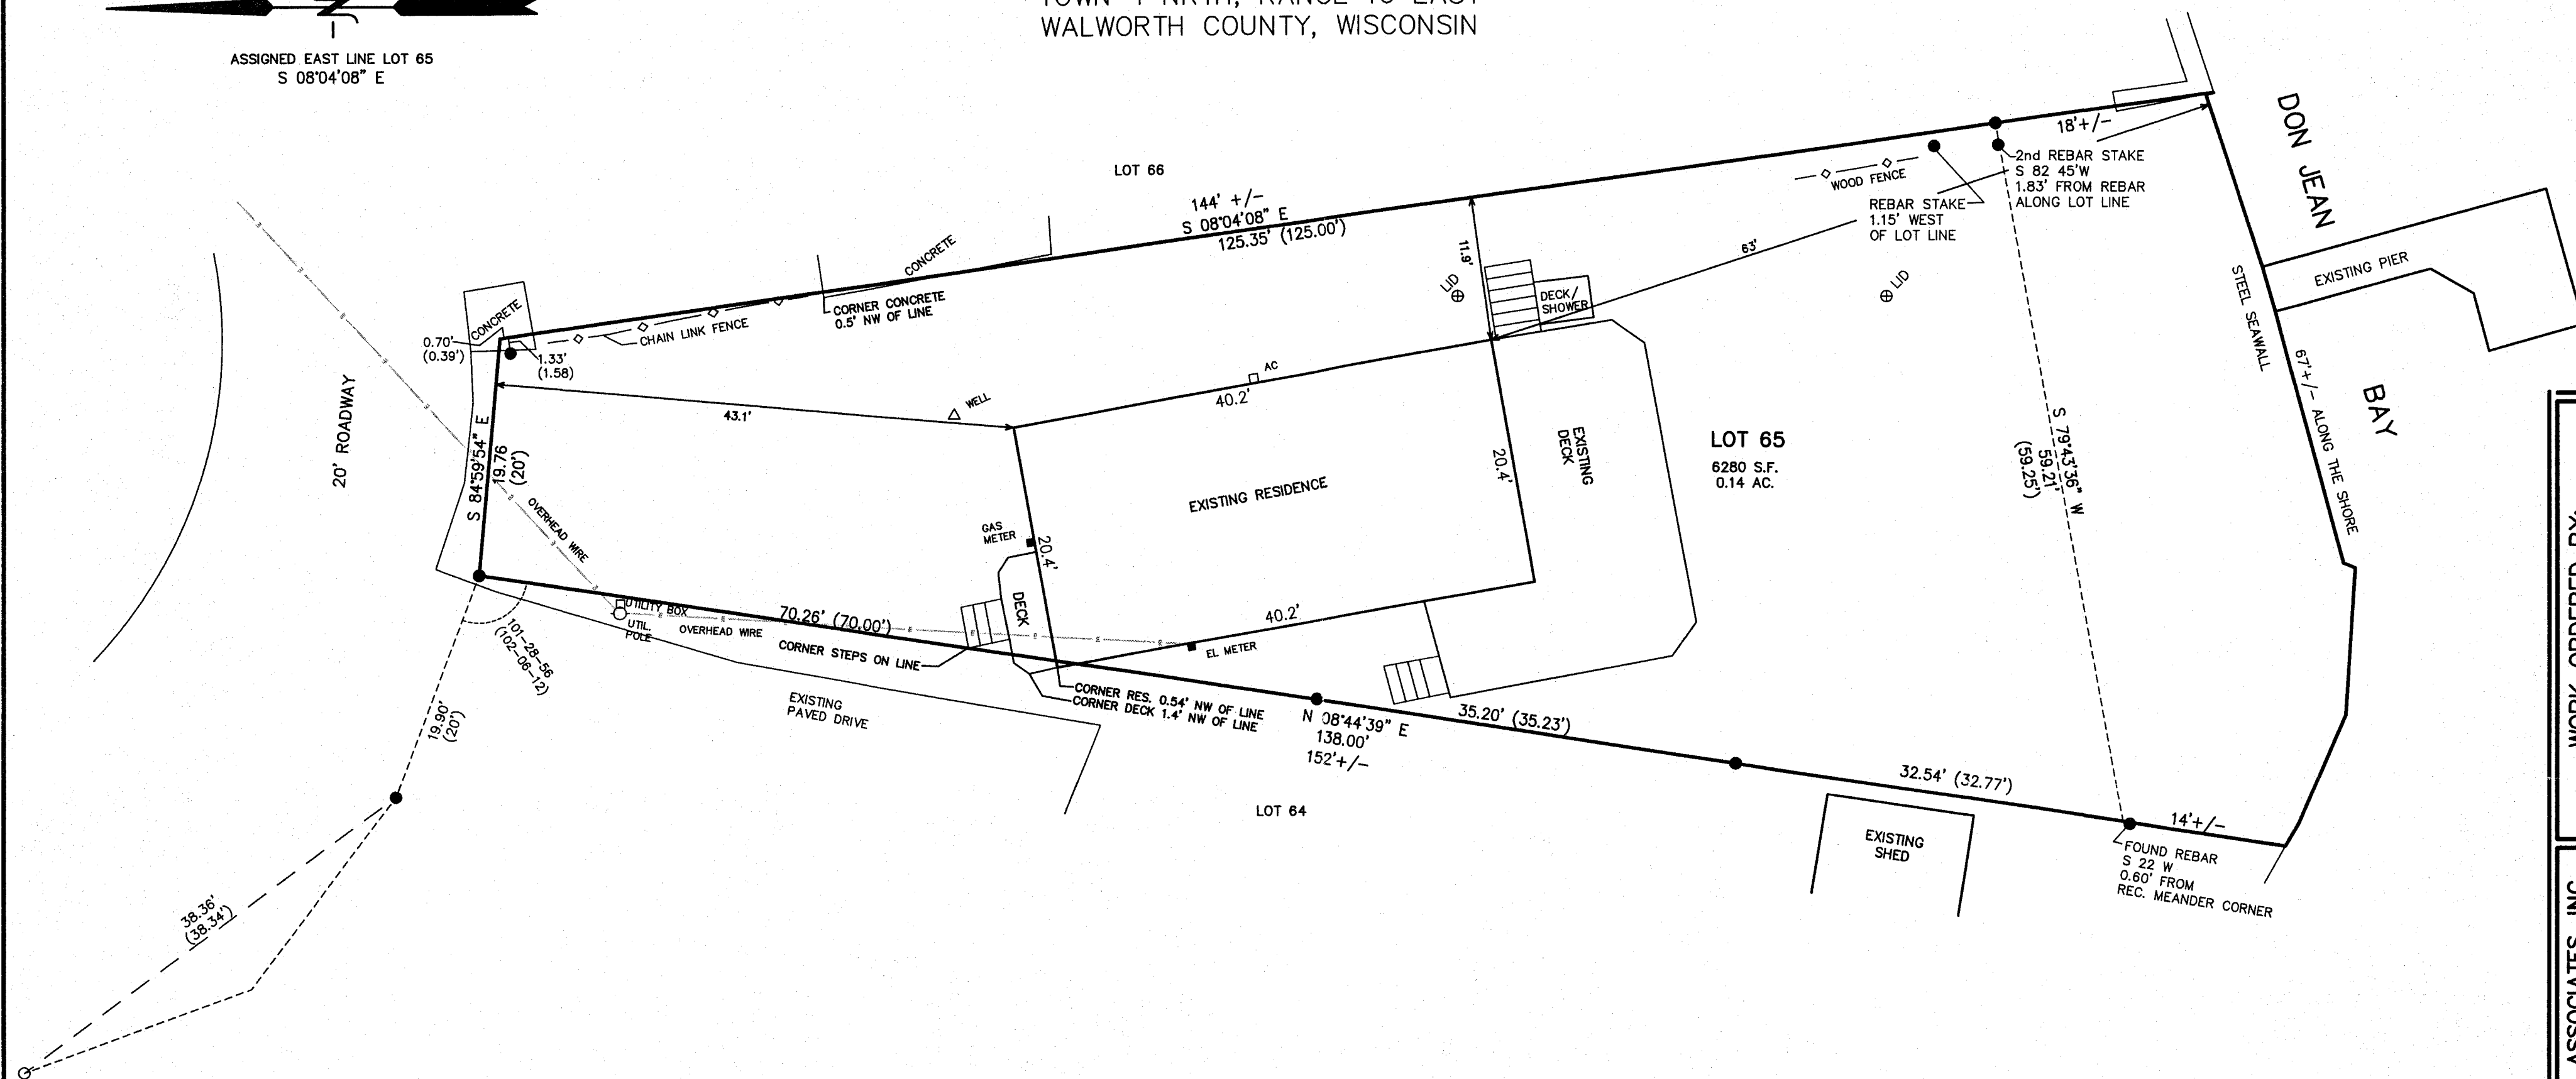 WALWORTH COUNTY, WISCONSIN
ASSIGNED EAST LINE LOT 65
S 08°04'08" E
DON JEAN
BAY
LOT 66
144' +/-
S 08°04'08" E
125.35' (125.00')
18'+/-
2nd REBAR STAKE
S 82 45'W
1.83' FROM REBAR
ALONG LOT LINE
WOOD FENCE
REBAR STAKE
1.15' WEST
OF LOT LINE
CONCRETE
CORNER CONCRETE
0.5' NW OF LINE
CHAIN LINK FENCE
CONCRETE
0.70'
(0.39')
1.33'
(1.58)
11.9'
63'
LID
LID
DECK/
SHOWER
EXISTING PIER
STEEL SEAWALL
67'+/- ALONG THE SHORE
20' ROADWAY
43.1'
WELL
AC
40.2'
S 84°59'54" E
19.76
(20')
OVERHEAD WIRE
EXISTING RESIDENCE
20.4'
EXISTING
DECK
LOT 65
6280 S.F.
0.14 AC.
S 79°43'36" W
59.21'
(59.25')
GAS
METER
20.4'
DECK
40.2'
UTILITY BOX
UTIL.
POLE
OVERHEAD WIRE
70.26' (70.00')
CORNER STEPS ON LINE
EL METER
101-28-56
(102-06-12)
19.90'
(20')
EXISTING
PAVED DRIVE
CORNER RES. 0.54' NW OF LINE
CORNER DECK 1.4' NW OF LINE
N 08°44'39" E
138.00'
152'+/-
35.20' (35.23')
32.54' (32.77')
14'+/-
LOT 64
EXISTING
SHED
FOUND REBAR
S 22 W
0.60' FROM
REC. MEANDER CORNER
38.36'
(38.34')
WORK ORDERED BY
ASSOCIATES, INC